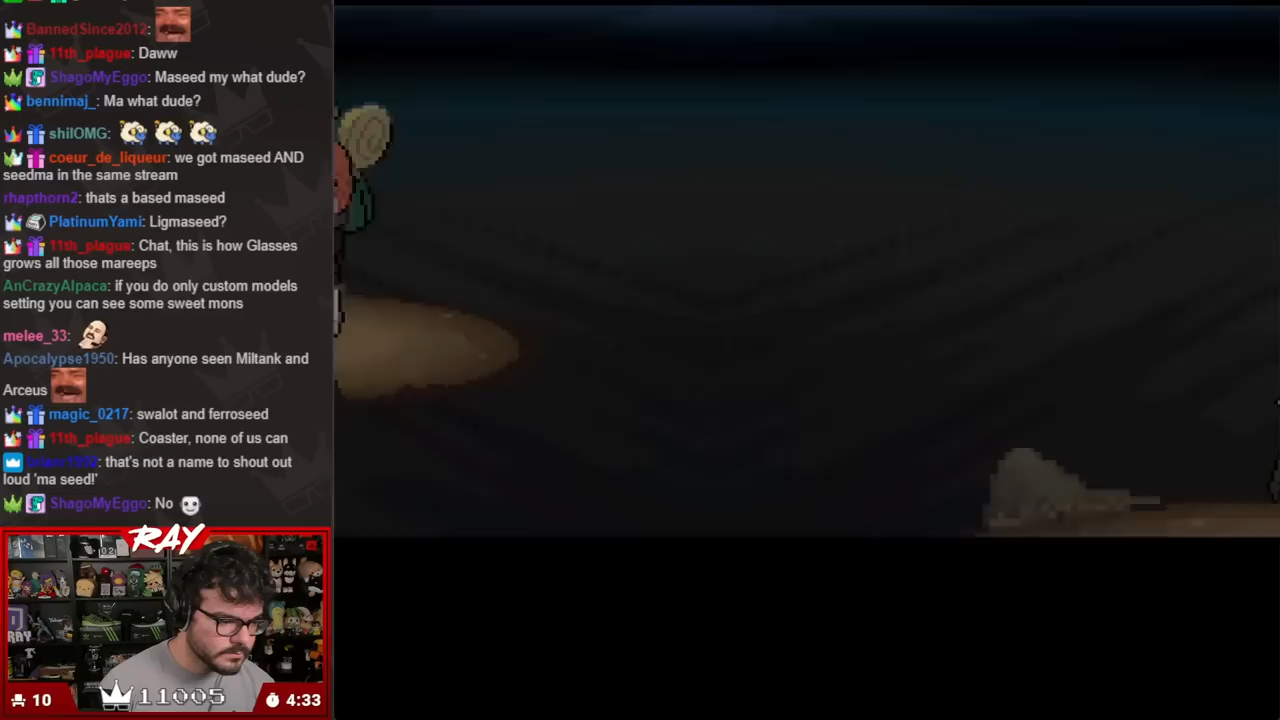 BannedSince2012:
11th_plague: Daww
ShagoMyEggo: Maseed my what dude?
bennimaj_: Ma what dude?
shilOMG:
coeur_de_liqueur: we got maseed AND
seedma in the same stream
rhapthorn2: thats a based maseed
PlatinumYami: Ligmaseed?
11th_plague: Chat, this is how Glasses
grows all those mareeps
AnCrazyAlpaca: if you do only custom models
setting you can see some sweet mons
melee_33:
Apocalypse1950: Has anyone seen Miltank and
Arceus
magic_0217: swalot and ferroseed
11th_plague: Coaster, none of us can
that's not a name to shout out
loud 'ma seed!'
ShagoMyEggo: No
RAY
RAY
10
11005
4:33